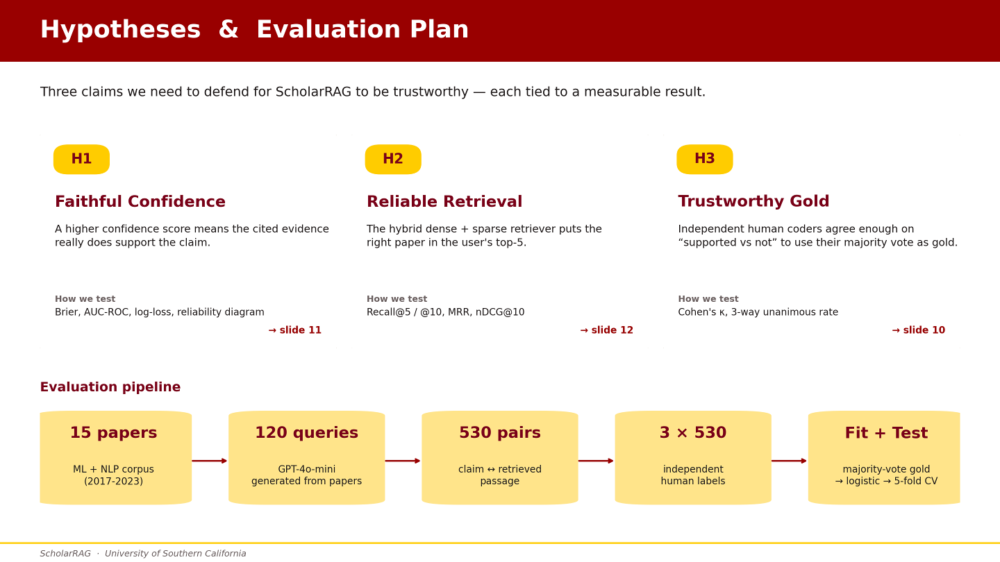 Hypotheses & Evaluation Plan
Three claims we need to defend for ScholarRAG to be trustworthy — each tied to a measurable result.
H1
Faithful Confidence
A higher confidence score means the cited evidence
really does support the claim.
How we test
Brier, AUC-ROC, log-loss, reliability diagram
→ slide 11
H2
Reliable Retrieval
The hybrid dense + sparse retriever puts the
right paper in the user's top-5.
How we test
Recall@5 / @10, MRR, nDCG@10
→ slide 12
H3
Trustworthy Gold
Independent human coders agree enough on
“supported vs not” to use their majority vote as gold.
How we test
Cohen's κ, 3-way unanimous rate
→ slide 10
Evaluation pipeline
15 papers
ML + NLP corpus
(2017-2023)
120 queries
GPT-4o-mini
generated from papers
530 pairs
claim ↔ retrieved
passage
3 × 530
independent
human labels
Fit + Test
majority-vote gold
→ logistic → 5-fold CV
ScholarRAG · University of Southern California